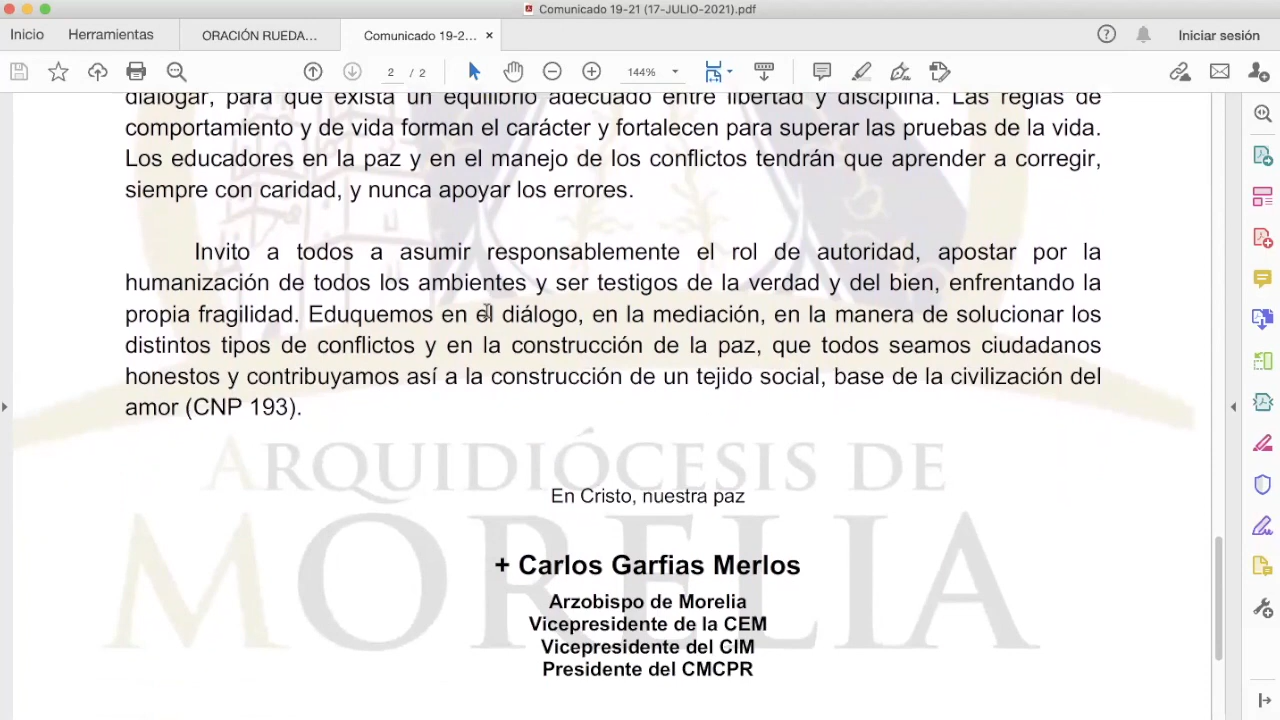 Comunicado 19-21 (17-JULIO-2021).pdf
Inicio
Herramientas
ORACIÓN RUEDA...
Comunicado 19-2...
Iniciar sesión
2 / 2
144%
dialogar, para que exista un equilibrio adecuado entre libertad y disciplina. Las reglas de
comportamiento y de vida forman el carácter y fortalecen para superar las pruebas de la vida.
Los educadores en la paz y en el manejo de los conflictos tendrán que aprender a corregir,
siempre con caridad, y nunca apoyar los errores.
Invito a todos a asumir responsablemente el rol de autoridad, apostar por la
humanización de todos los ambientes y ser testigos de la verdad y del bien, enfrentando la
propia fragilidad. Eduquemos en el diálogo, en la mediación, en la manera de solucionar los
distintos tipos de conflictos y en la construcción de la paz, que todos seamos ciudadanos
honestos y contribuyamos así a la construcción de un tejido social, base de la civilización del
amor (CNP 193).
ARQUIDIÓCESIS DE
MORELIA
En Cristo, nuestra paz
+ Carlos Garfias Merlos
Arzobispo de Morelia
Vicepresidente de la CEM
Vicepresidente del CIM
Presidente del CMCPR